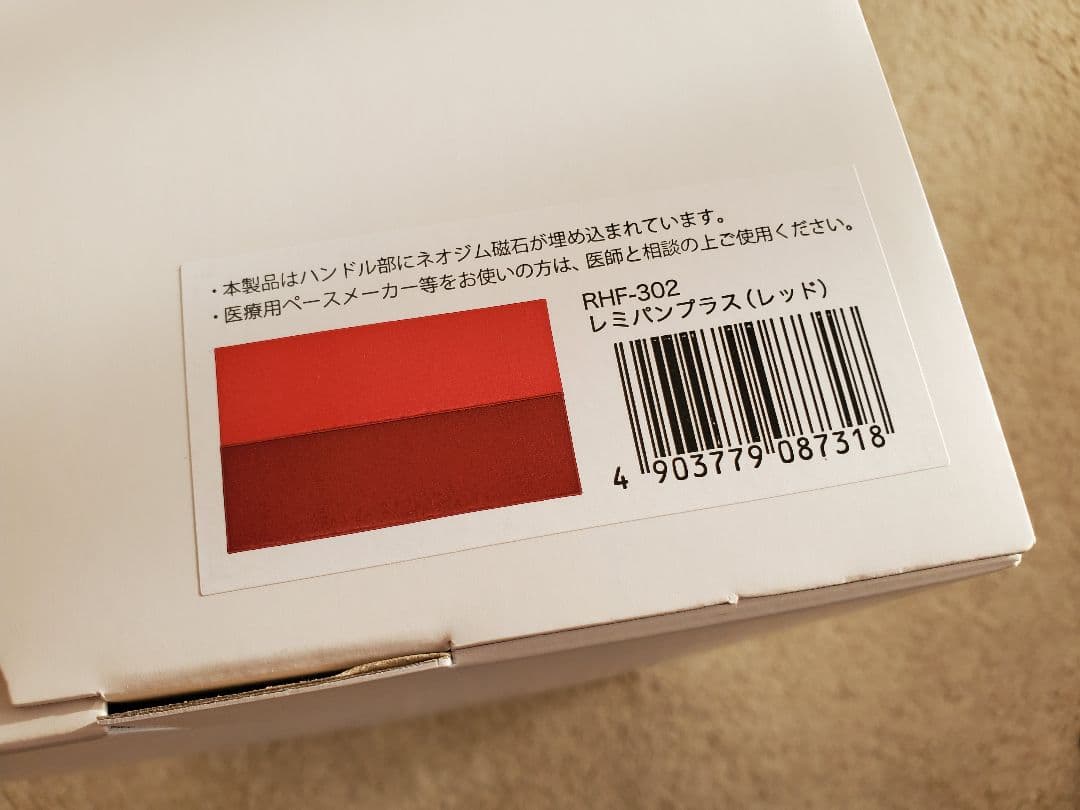 ・本製品はハンドル部にネオジム磁石が埋め込まれています。
・医療用ペースメーカー等をお使いの方は、医師と相談の上ご使用ください。
RHF-302
レミパンプラス（レッド）
4 903779 087318